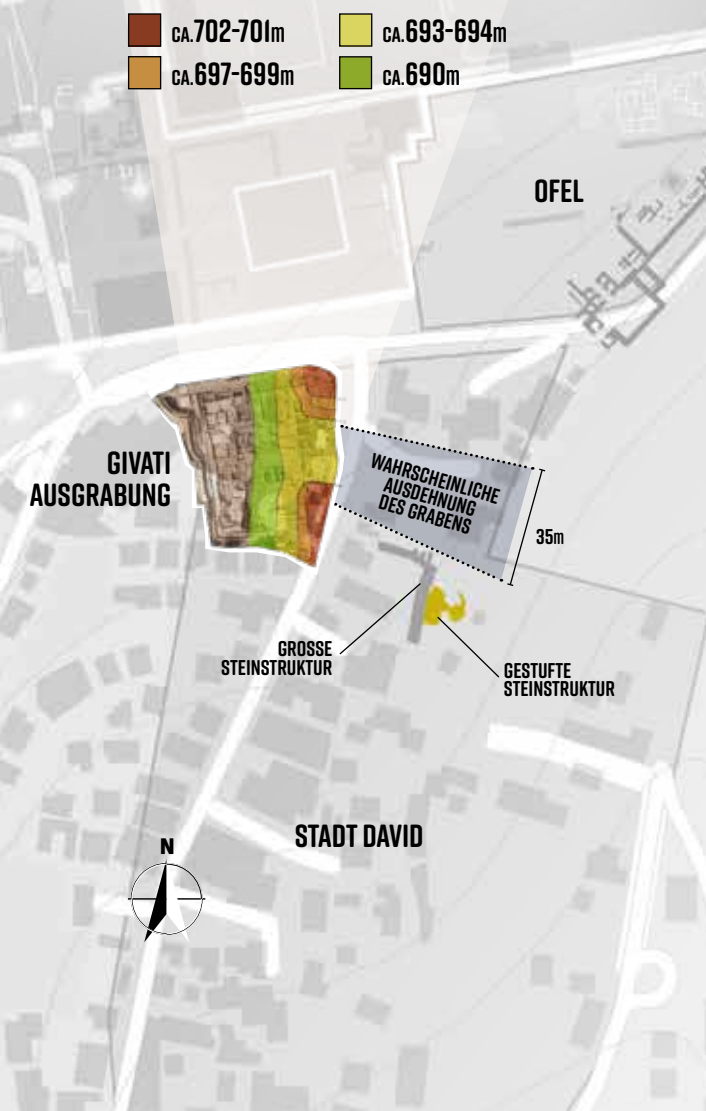 CA.702-701m
CA.693-694m
CA.697-699m
CA.690m
OFEL
GIVATI
AUSGRABUNG
WAHRSCHEINLICHE
AUSDEHNUNG
DES GRABENS
35m
GROSSE
STEINSTRUKTUR
GESTUFTE
STEINSTRUKTUR
STADT DAVID
N